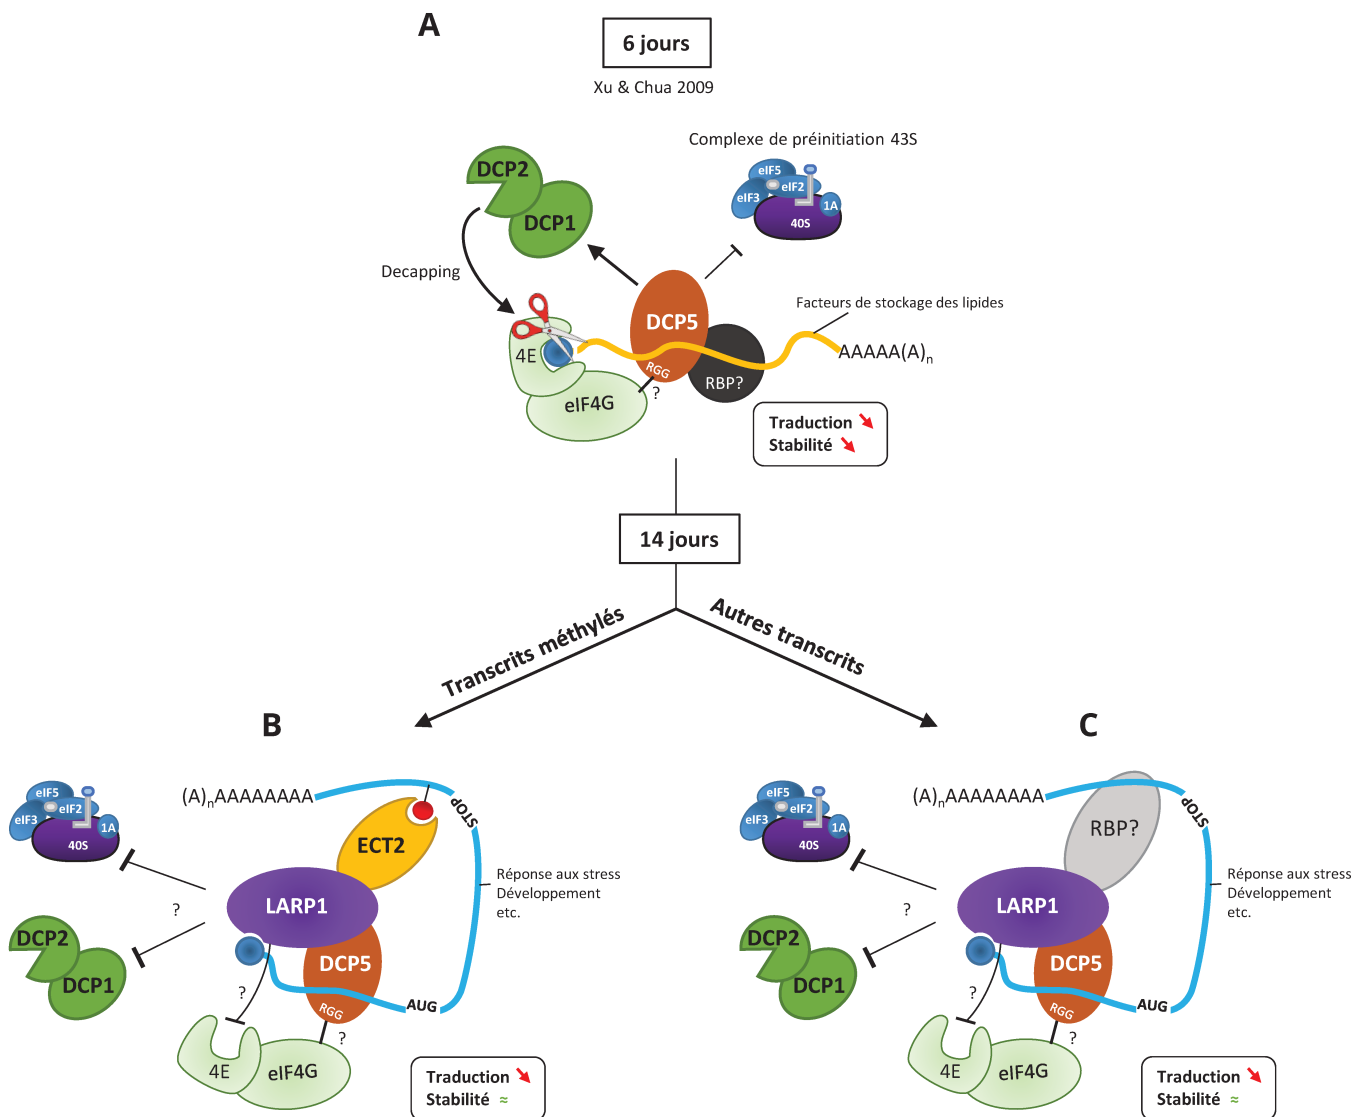 A
6 jours
Xu & Chua 2009
Complexe de préinitiation 43S
DCP2
DCP1
eIF5
eIF2
eIF3
1A
40S
Decapping
Facteurs de stockage des lipides
DCP5
4E
AAAAA(A)n
RGG
RBP?
?
eIF4G
Traduction
Stabilité
14 jours
Transcrits méthylés
Autres transcrits
B
eIF5
eIF2
eIF3
1A
40S
(A)nAAAAAAAA
STOP
ECT2
Réponse aux stress
Développement
etc.
LARP1
?
DCP2
DCP1
DCP5
?
RGG
AUG
?
4E
eIF4G
Traduction
Stabilité ≈
C
eIF5
eIF2
eIF3
1A
40S
(A)nAAAAAAAA
STOP
RBP?
Réponse aux stress
Développement
etc.
LARP1
?
DCP2
DCP1
DCP5
?
RGG
AUG
?
4E
eIF4G
Traduction
Stabilité ≈